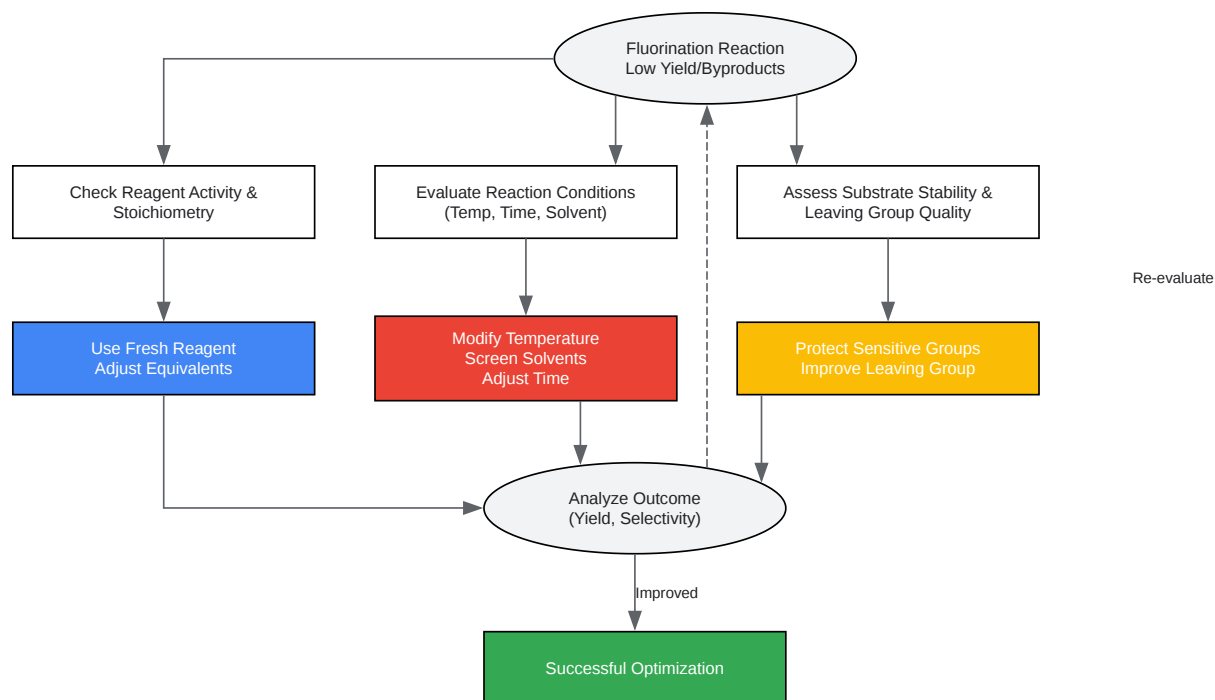 Fluorination Reaction
Low Yield/Byproducts
Check Reagent Activity &
Stoichiometry
Evaluate Reaction Conditions
(Temp, Time, Solvent)
Assess Substrate Stability &
Leaving Group Quality
Re-evaluate
Use Fresh Reagent
Adjust Equivalents
Modify Temperature
Screen Solvents
Adjust Time
Protect Sensitive Groups
Improve Leaving Group
Analyze Outcome
(Yield, Selectivity)
Improved
Successful Optimization